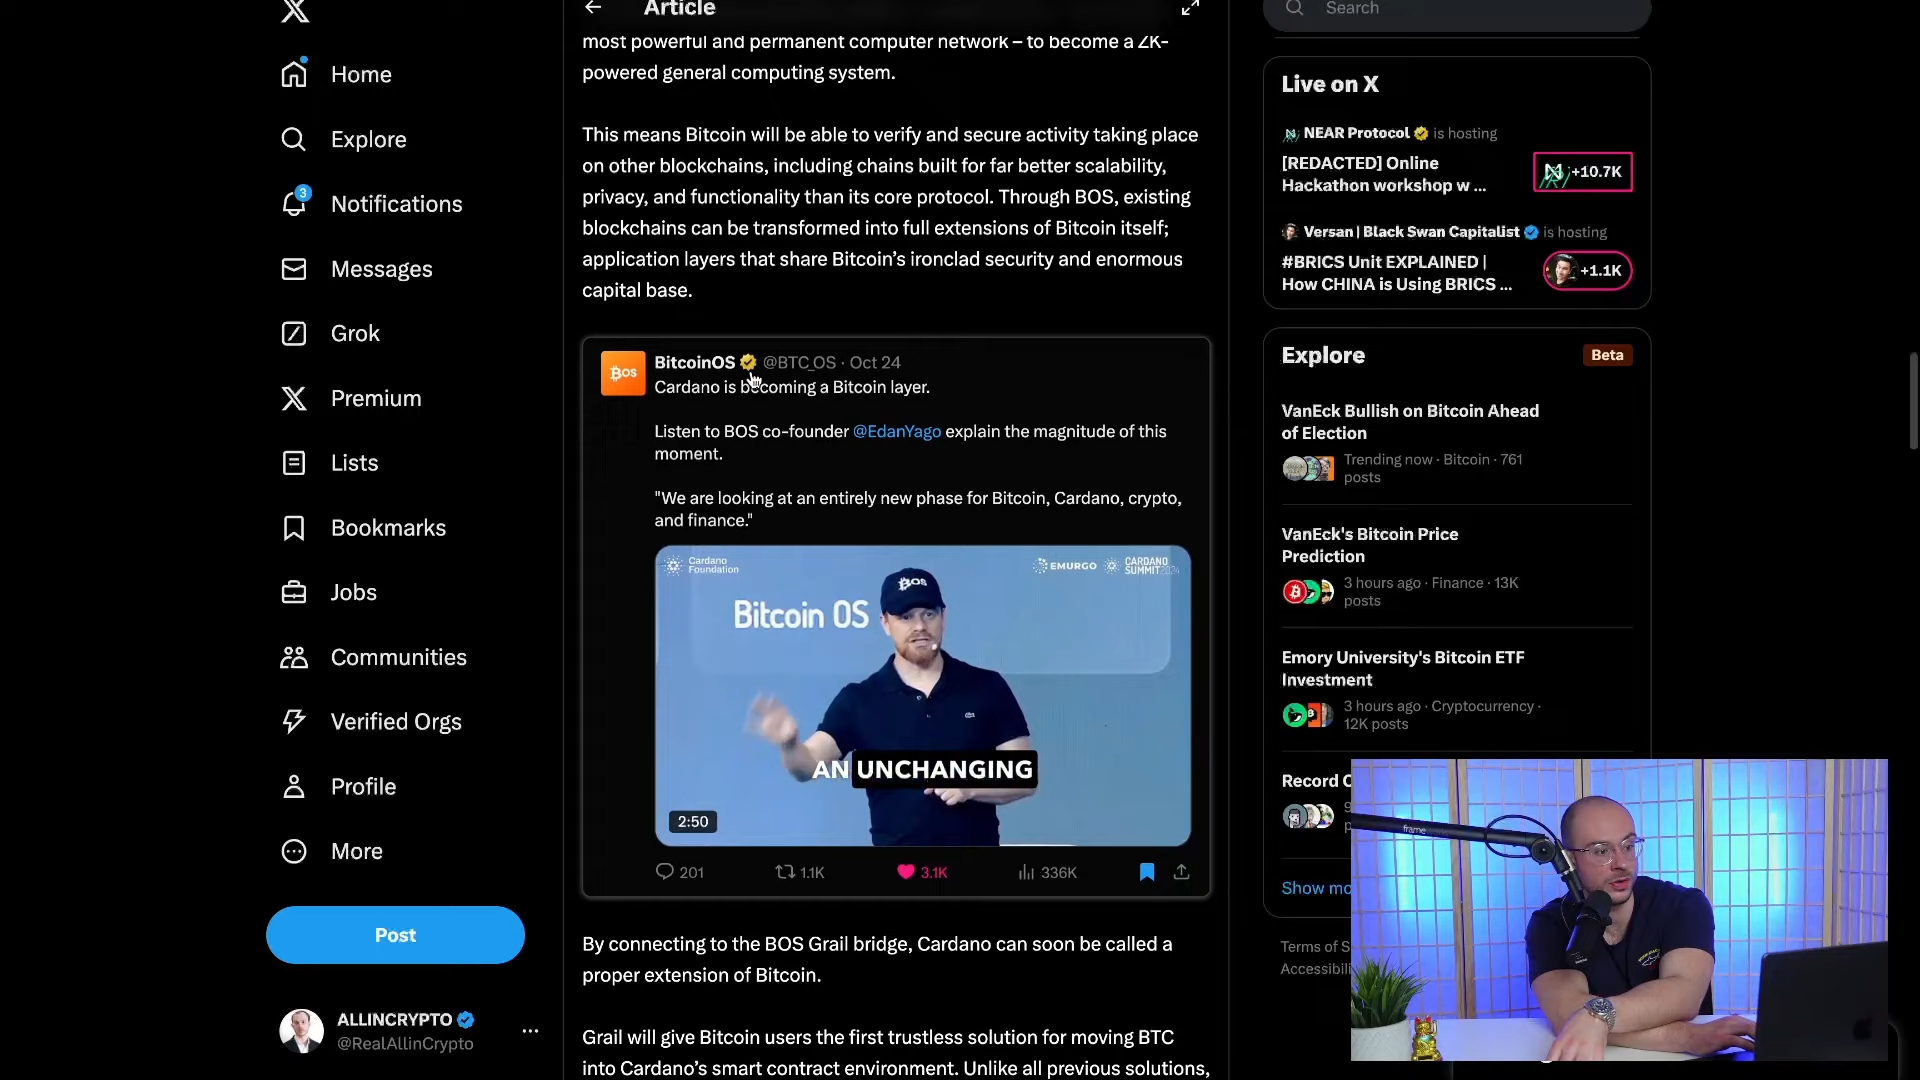 Home
Explore
3
Notifications
Messages
Grok
Premium
Lists
Bookmarks
Jobs
Communities
Verified Orgs
Profile
More
Post
ALLINCRYPTO
@RealAllinCrypto
Article
most powerful and permanent computer network – to become a ZK-
powered general computing system.
This means Bitcoin will be able to verify and secure activity taking place
on other blockchains, including chains built for far better scalability,
privacy, and functionality than its core protocol. Through BOS, existing
blockchains can be transformed into full extensions of Bitcoin itself;
application layers that share Bitcoin’s ironclad security and enormous
capital base.
BOS
BitcoinOS @BTC_OS · Oct 24
Cardano is becoming a Bitcoin layer.
Listen to BOS co-founder @EdanYago explain the magnitude of this
moment.
"We are looking at an entirely new phase for Bitcoin, Cardano, crypto,
and finance."
Cardano
Foundation
EMURGO
CARDANO
SUMMIT2024
Bitcoin OS
BOS
AN UNCHANGING
2:50
201 1.1K 3.1K 336K
By connecting to the BOS Grail bridge, Cardano can soon be called a
proper extension of Bitcoin.
Grail will give Bitcoin users the first trustless solution for moving BTC
into Cardano’s smart contract environment. Unlike all previous solutions,
Search
Live on X
NEAR Protocol is hosting
[REDACTED] Online
Hackathon workshop w ...
+10.7K
Versan | Black Swan Capitalist is hosting
#BRICS Unit EXPLAINED |
How CHINA is Using BRICS ...
+1.1K
Explore
Beta
VanEck Bullish on Bitcoin Ahead
of Election
Trending now · Bitcoin · 761
posts
VanEck's Bitcoin Price
Prediction
3 hours ago · Finance · 13K
posts
Emory University's Bitcoin ETF
Investment
3 hours ago · Cryptocurrency ·
12K posts
Record
Show mo
Terms of S
Accessibili
frame